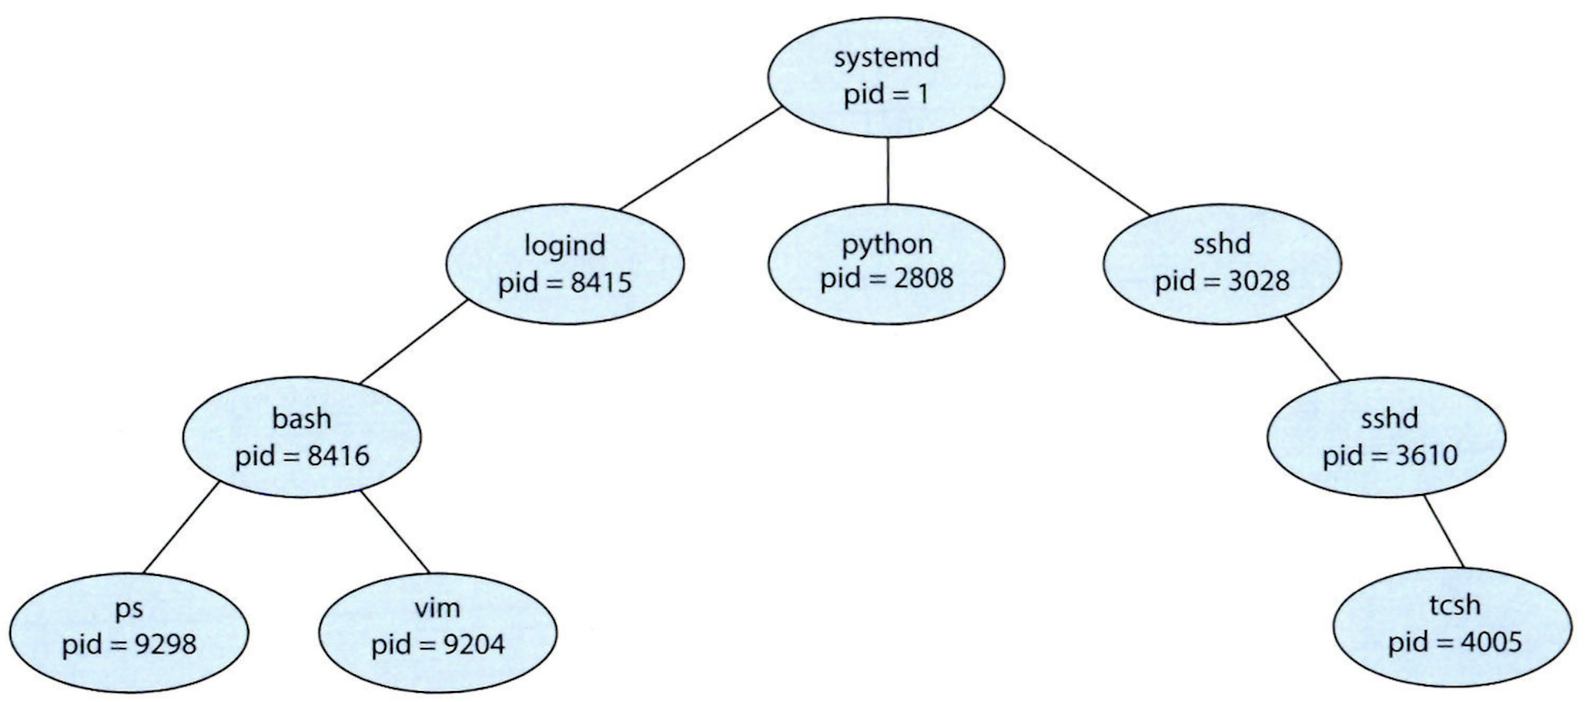 systemd
pid = 1
logind
pid = 8415
python
pid = 2808
sshd
pid = 3028
bash
pid = 8416
sshd
pid = 3610
ps
pid = 9298
vim
pid = 9204
tcsh
pid = 4005